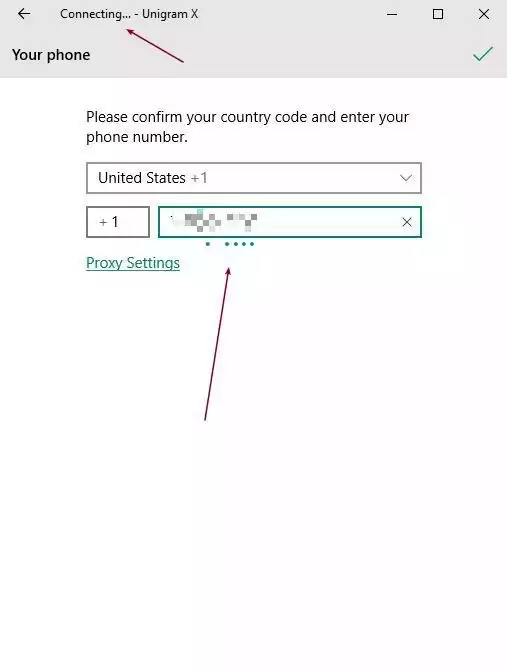 Connecting... - Unigram X
Your phone
Please confirm your country code and enter your
phone number.
United States +1
+ 1
Proxy Settings